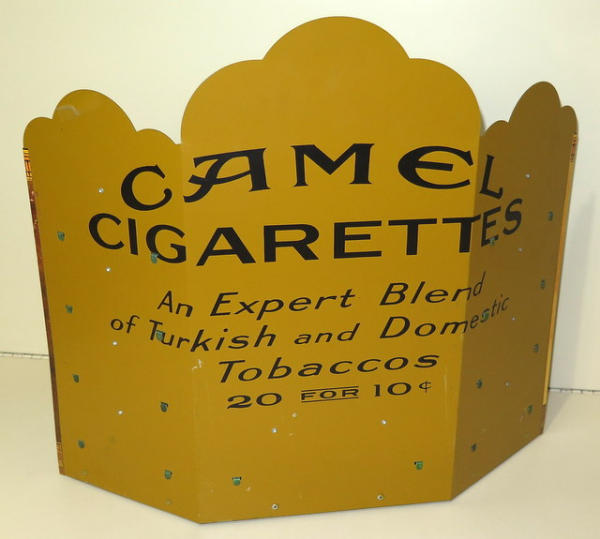 CAMEL
CIGARETTES
An Expert Blend
of Turkish and Domestic
Tobaccos
20 FOR 10¢